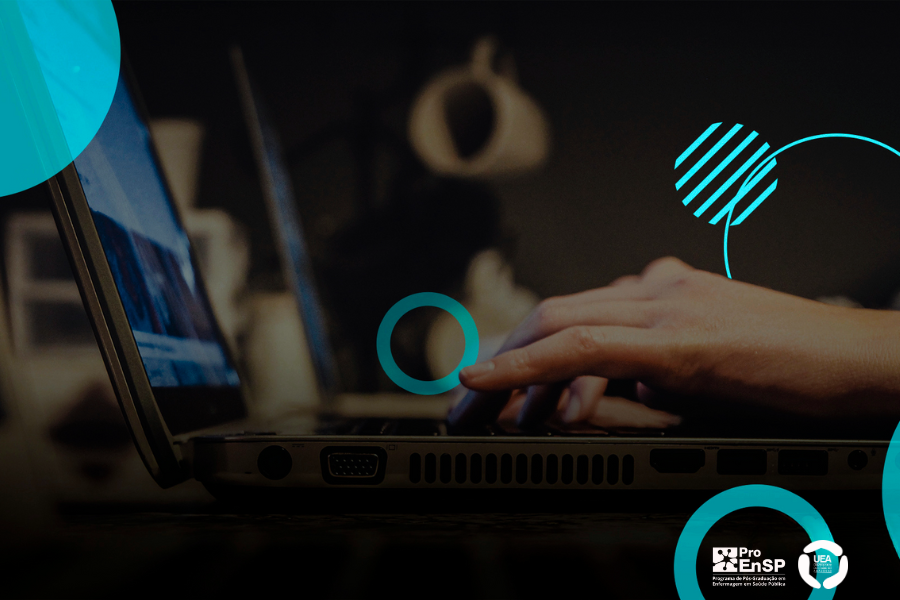 Pro
EnSP
Programa de Pós-Graduação em
Enfermagem em Saúde Pública
UEA